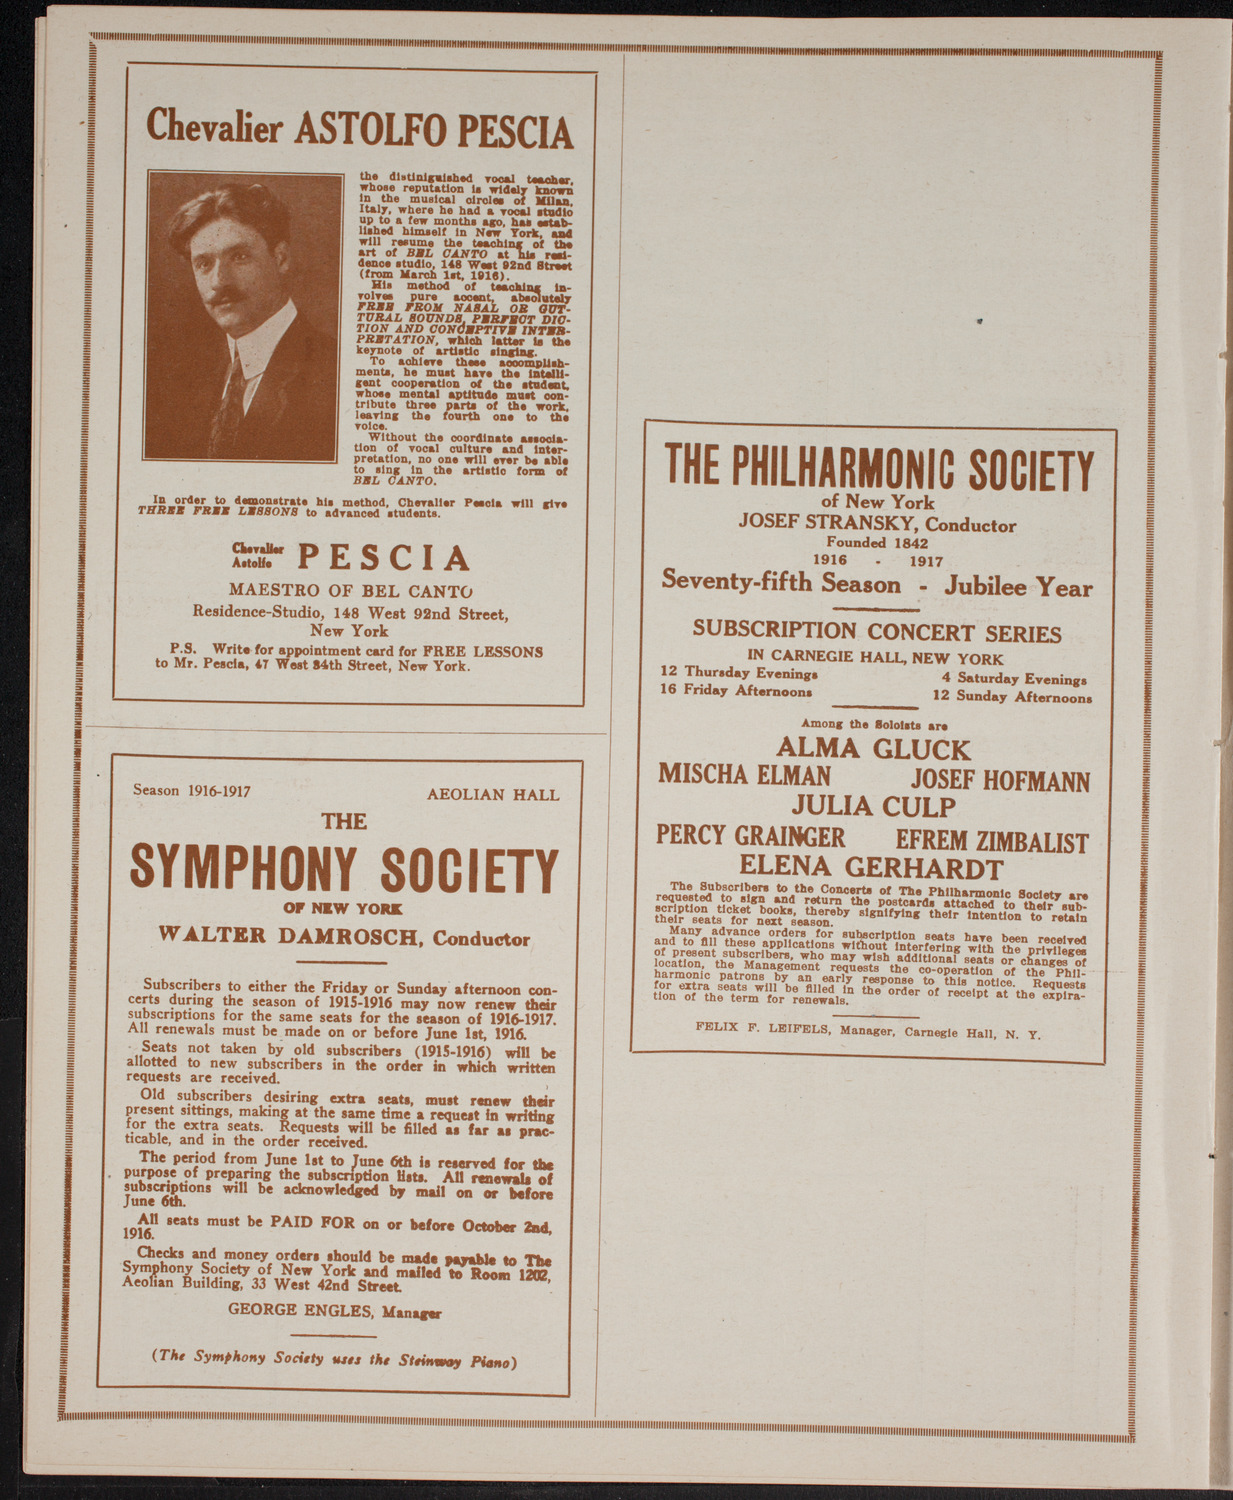 Chevalier ASTOLFO PESCIA
the distiniguished vocal teacher,
whose reputation is widely known
in the musical circles of Milan,
Italy, where he had a vocal studio
up to a few months ago, has estab-
lished himself in New York, and
will resume the teaching of the
art of BEL CANTO at his resi-
dence studio, 148 West 92nd Street
(from March 1st, 1916).
His method of teaching in-
volves pure accent, absolutely
FREE FROM NASAL OR GUT-
TURAL SOUNDS, PERFECT DIC-
TION AND CONCEPTIVE INTER-
PRETATION, which latter is the
keynote of artistic singing.
To achieve these accomplish-
ments, he must have the intelli-
gent cooperation of the student,
whose mental aptitude must con-
tribute three parts of the work,
leaving the fourth one to the
voice.
Without the coordinate associa-
tion of vocal culture and inter-
pretation, no one will ever be able
to sing in the artistic form of
BEL CANTO.
In order to demonstrate his method, Chevalier Pescia will give
THREE FREE LESSONS to advanced students.
Chevalier
Astolfo PESCIA
MAESTRO OF BEL CANTO
Residence-Studio, 148 West 92nd Street,
New York
P.S. Write for appointment card for FREE LESSONS
to Mr. Pescia, 47 West 84th Street, New York.
Season 1916-1917 AEOLIAN HALL
THE
SYMPHONY SOCIETY
OF NEW YORK
WALTER DAMROSCH, Conductor
Subscribers to either the Friday or Sunday afternoon con-
certs during the season of 1915-1916 may now renew their
subscriptions for the same seats for the season of 1916-1917.
All renewals must be made on or before June 1st, 1916.
Seats not taken by old subscribers (1915-1916) will be
allotted to new subscribers in the order in which written
requests are received.
Old subscribers desiring extra seats, must renew their
present sittings, making at the same time a request in writing
for the extra seats. Requests will be filled as far as prac-
ticable, and in the order received.
The period from June 1st to June 6th is reserved for the
purpose of preparing the subscription lists. All renewals of
subscriptions will be acknowledged by mail on or before
June 6th.
All seats must be PAID FOR on or before October 2nd,
1916.
Checks and money orders should be made payable to The
Symphony Society of New York and mailed to Room 1202,
Aeolian Building, 33 West 42nd Street.
GEORGE ENGLES, Manager
(The Symphony Society uses the Steinway Piano)
THE PHILHARMONIC SOCIETY
of New York
JOSEF STRANSKY, Conductor
Founded 1842
1916 - 1917
Seventy-fifth Season - Jubilee Year
SUBSCRIPTION CONCERT SERIES
IN CARNEGIE HALL, NEW YORK
12 Thursday Evenings 4 Saturday Evenings
16 Friday Afternoons 12 Sunday Afternoons
Among the Soloists are
ALMA GLUCK
MISCHA ELMAN JOSEF HOFMANN
JULIA CULP
PERCY GRAINGER EFREM ZIMBALIST
ELENA GERHARDT
The Subscribers to the Concerts of The Philharmonic Society are
requested to sign and return the postcards attached to their sub-
scription ticket books, thereby signifying their intention to retain
their seats for next season.
Many advance orders for subscription seats have been received
and to fill these applications without interfering with the privileges
of present subscribers, who may wish additional seats or changes of
location, the Management requests the co-operation of the Phil-
harmonic patrons by an early response to this notice. Requests
for extra seats will be filled in the order of receipt at the expira-
tion of the term for renewals.
FELIX F. LEIFELS, Manager, Carnegie Hall, N. Y.